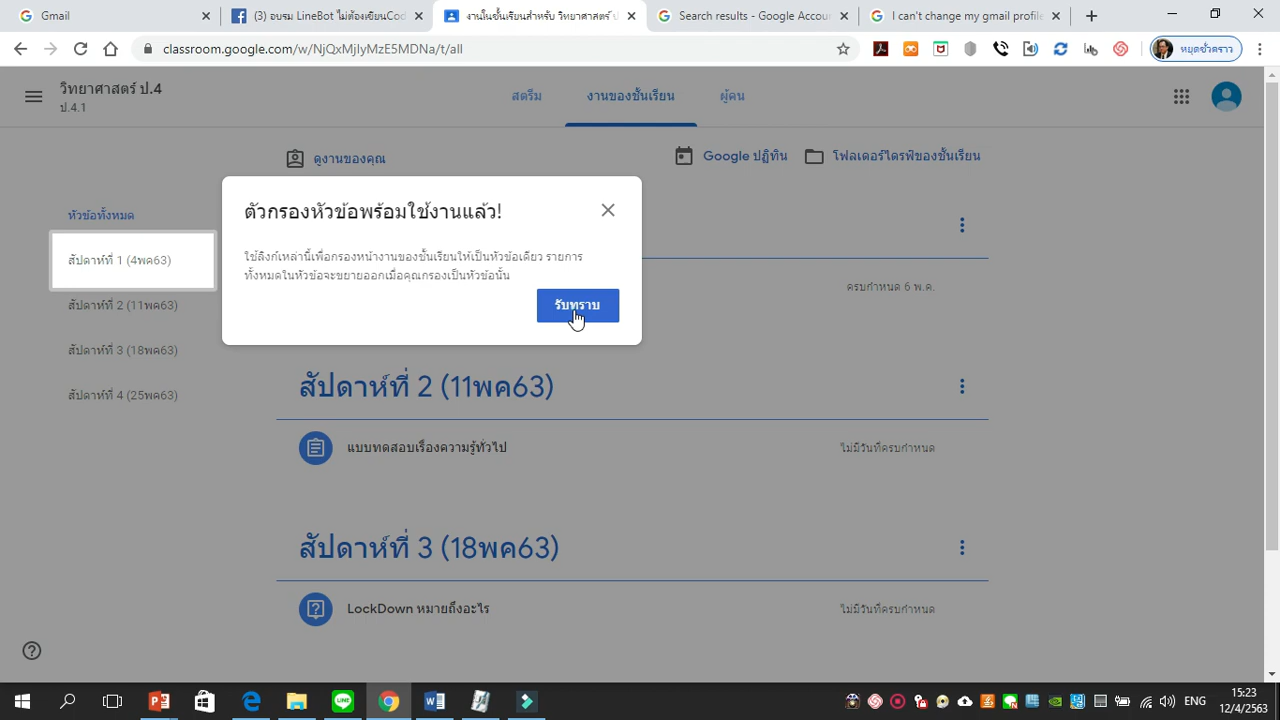 Gmail
(3) อบรม LineBot ไม่ต้องเขียนCod
งานในชั้นเรียนสำหรับ วิทยาศาสตร์ ป
Search results - Google Accou
I can't change my gmail profile
classroom.google.com/w/NjQxMjIyMzE5MDNa/t/all
หยุดชั่วคราว
วิทยาศาสตร์ ป.4
ป.4.1
สตรีม
งานของชั้นเรียน
ผู้คน
ดูงานของคุณ
Google ปฏิทิน
โฟลเดอร์ไดรฟ์ของชั้นเรียน
หัวข้อทั้งหมด
สัปดาห์ที่ 1 (4พค63)
สัปดาห์ที่ 2 (11พค63)
สัปดาห์ที่ 3 (18พค63)
สัปดาห์ที่ 4 (25พค63)
ตัวกรองหัวข้อพร้อมใช้งานแล้ว!
ใช้ลิงก์เหล่านี้เพื่อกรองหน้างานของชั้นเรียนให้เป็นหัวข้อเดียว รายการ
ทั้งหมดในหัวข้อจะขยายออกเมื่อคุณกรองเป็นหัวข้อนั้น
รับทราบ
ครบกำหนด 6 พ.ค.
สัปดาห์ที่ 2 (11พค63)
แบบทดสอบเรื่องความรู้ทั่วไป
ไม่มีวันที่ครบกำหนด
สัปดาห์ที่ 3 (18พค63)
LockDown หมายถึงอะไร
ไม่มีวันที่ครบกำหนด
ENG
15:23
12/4/2563